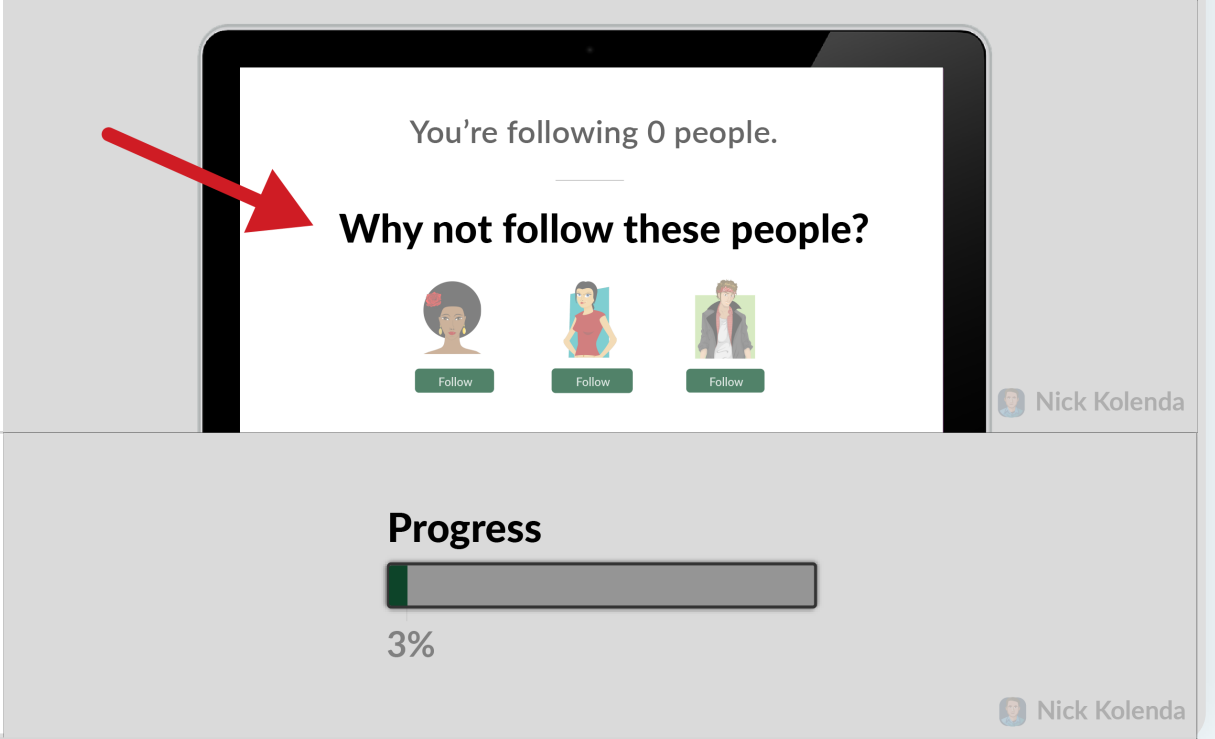 You’re following 0 people.
Why not follow these people?
Follow
Follow
Follow
Nick Kolenda
Progress
3%
Nick Kolenda